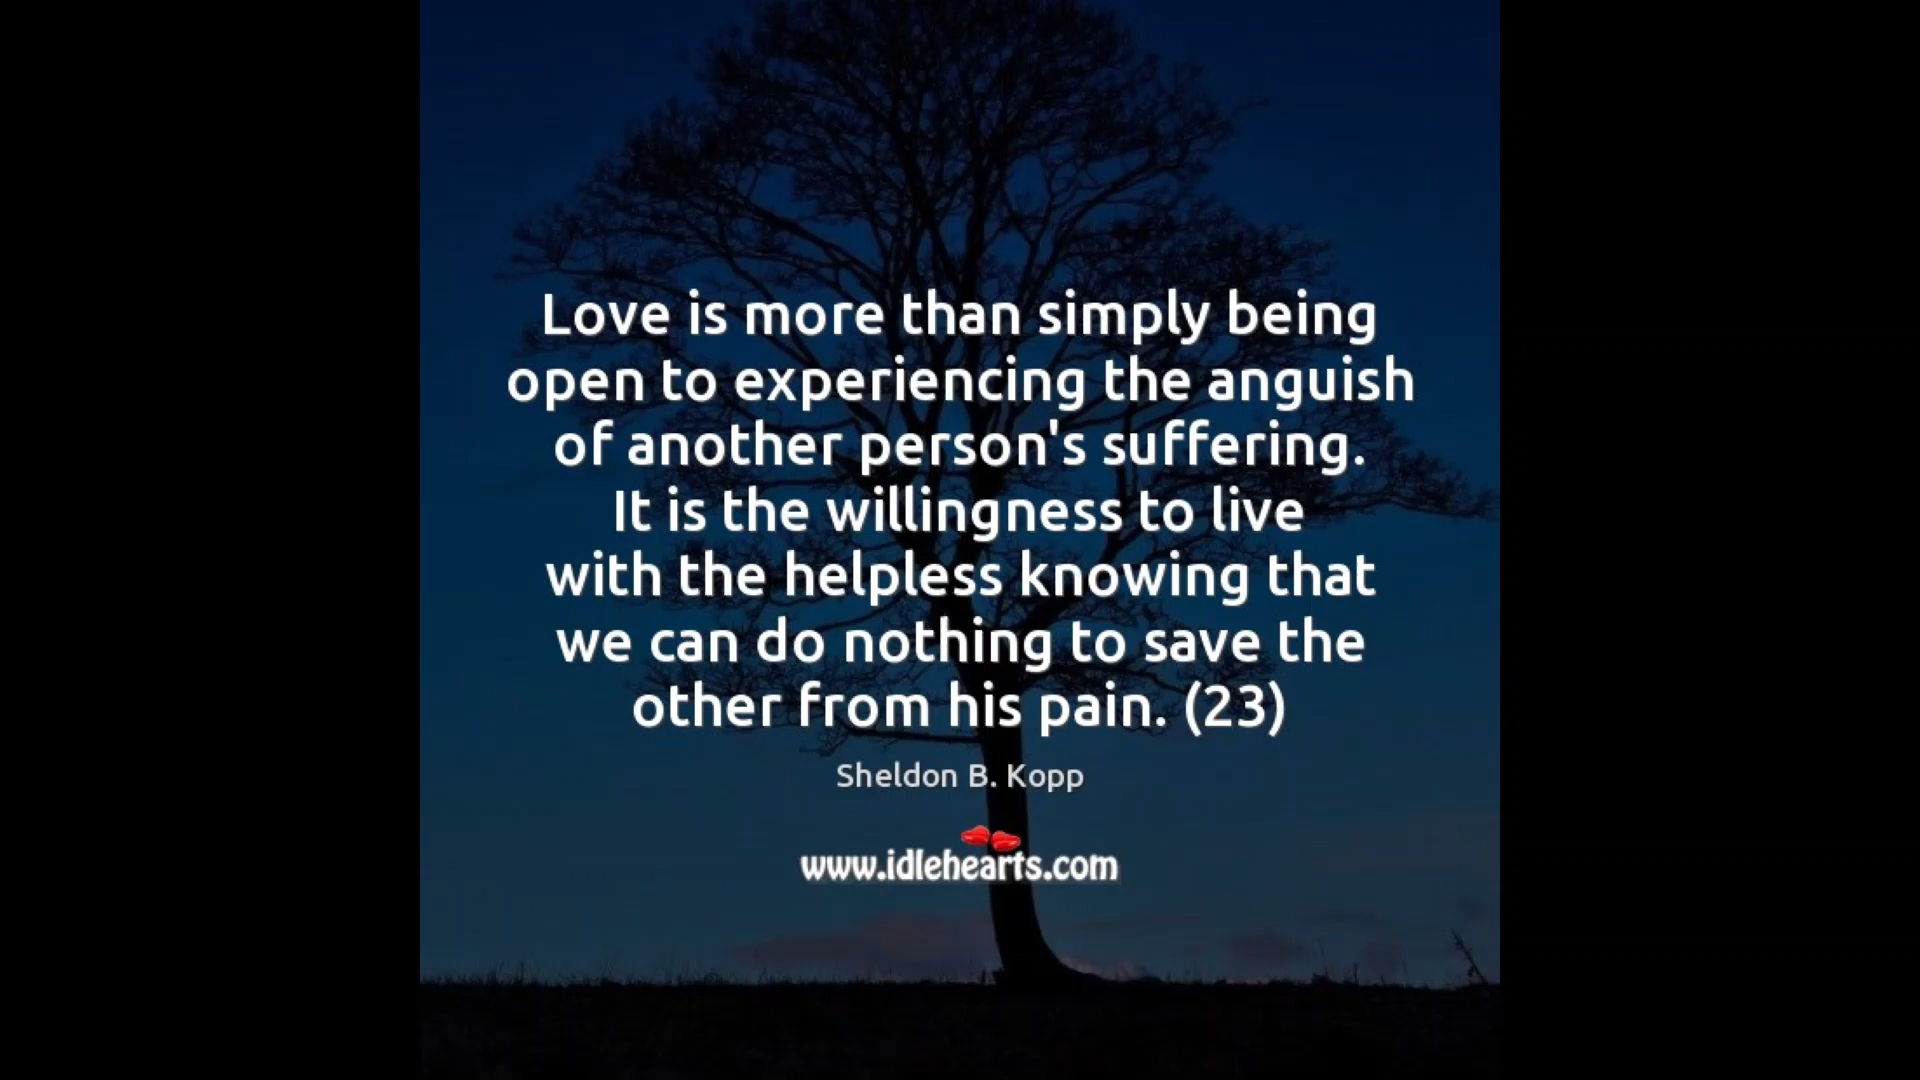 Love is more than simply being
open to experiencing the anguish
of another person's suffering.
It is the willingness to live
with the helpless knowing that
we can do nothing to save the
other from his pain. (23)
Sheldon B. Kopp
www.idlehearts.com